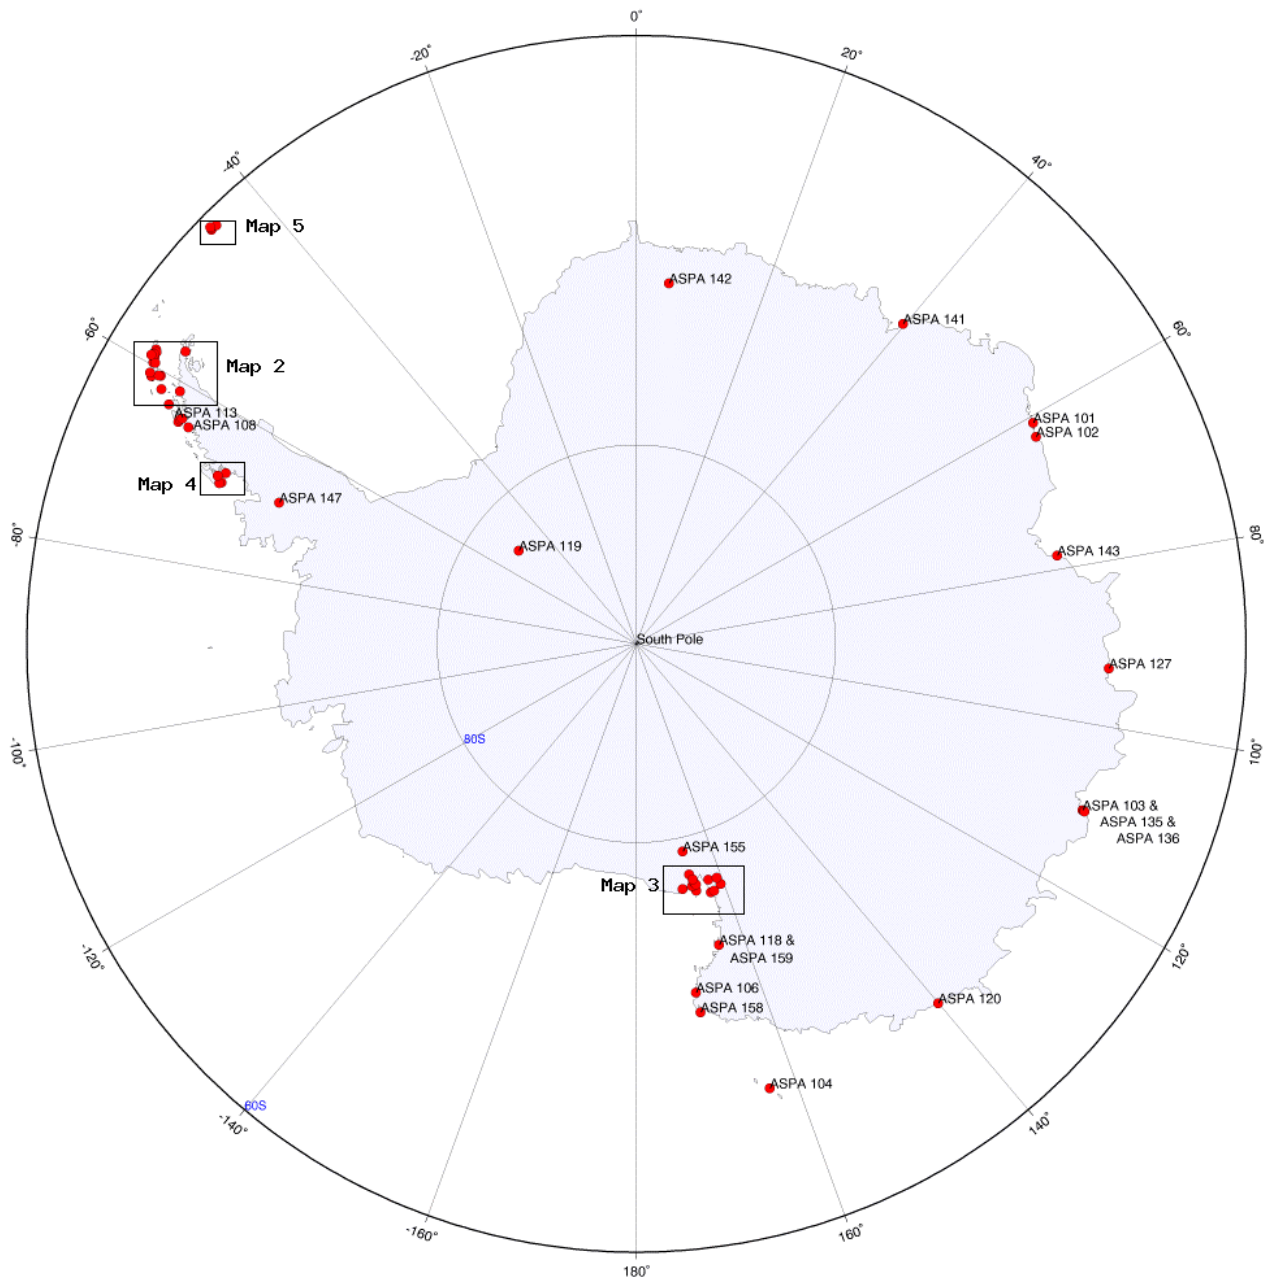 0°
-20°
20°
-40°
40°
Map 5
ASPA 142
ASPA 141
-60°
60°
Map 2
ASPA 113
ASPA 108
ASPA 101
ASPA 102
Map 4
ASPA 147
-80°
80°
ASPA 119
ASPA 143
South Pole
ASPA 127
80S
-100°
100°
ASPA 103 &
ASPA 135 &
ASPA 136
ASPA 155
Map 3
ASPA 118 &
ASPA 159
-120°
120°
ASPA 106
ASPA 120
ASPA 158
ASPA 104
60S
-140°
140°
-160°
160°
180°